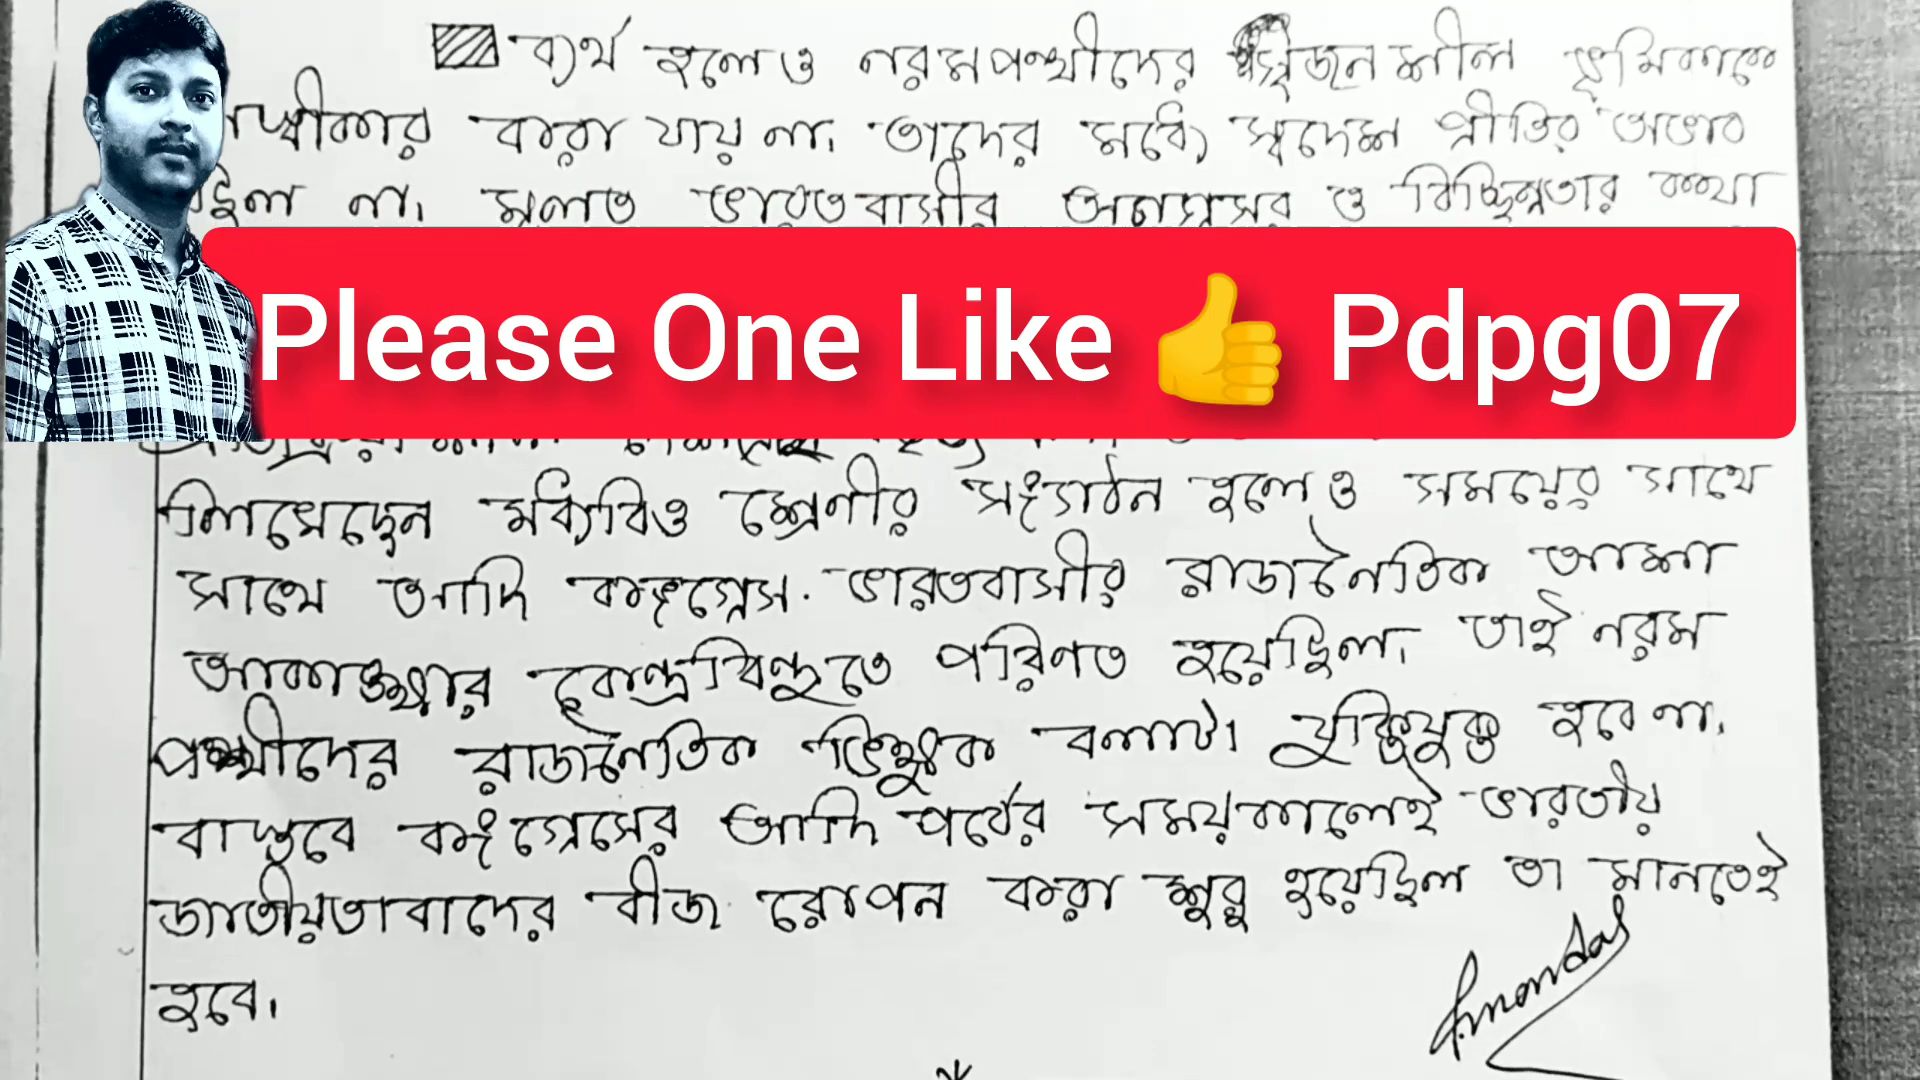 ব্যর্থ হলেও নরমপন্থীদের সৃজনশীল ভূমিকাকে
অস্বীকার করা যায় না। তাদের মধ্যে স্বদেশ প্রীতির অভাব
ছিল না। মূলত ভারতবাসীর অনগ্রসর ও বিচ্ছিন্নতার কথা
Please One Like 👍 Pdpg07
লিখেছেন মধ্যবিত্ত শ্রেণীর সংগঠন হলেও সময়ের সাথে
সাথে আদি কংগ্রেস ভারতবাসীর রাজনৈতিক আশা
আকাঙ্ক্ষার কেন্দ্রবিন্দুতে পরিণত হয়েছিল। তাই নরম
পন্থীদের রাজনৈতিক ভিক্ষুক বলাটা যুক্তিযুক্ত হবে না।
বাস্তবে কংগ্রেসের আদি পর্বের সময়কালেই ভারতীয়
জাতীয়তাবাদের বীজ রোপন করা শুরু হয়েছিল তা মানতেই
হবে।